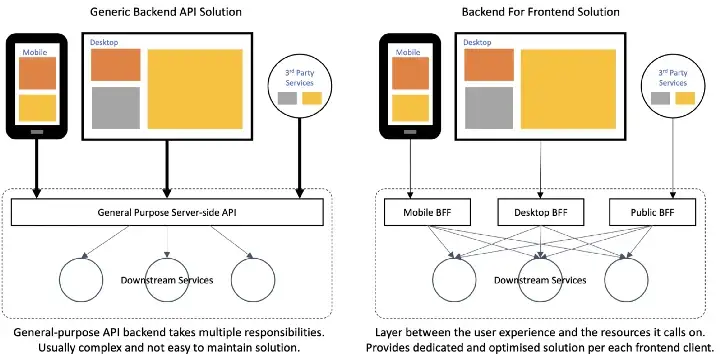 Generic Backend API Solution
Mobile
Desktop
3rd Party
Services
General Purpose Server-side API
Downstream Services
General-purpose API backend takes multiple responsibilities.
Usually complex and not easy to maintain solution.
Backend For Frontend Solution
Mobile
Desktop
3rd Party
Services
Mobile BFF
Desktop BFF
Public BFF
Downstream Services
Layer between the user experience and the resources it calls on.
Provides dedicated and optimised solution per each frontend client.